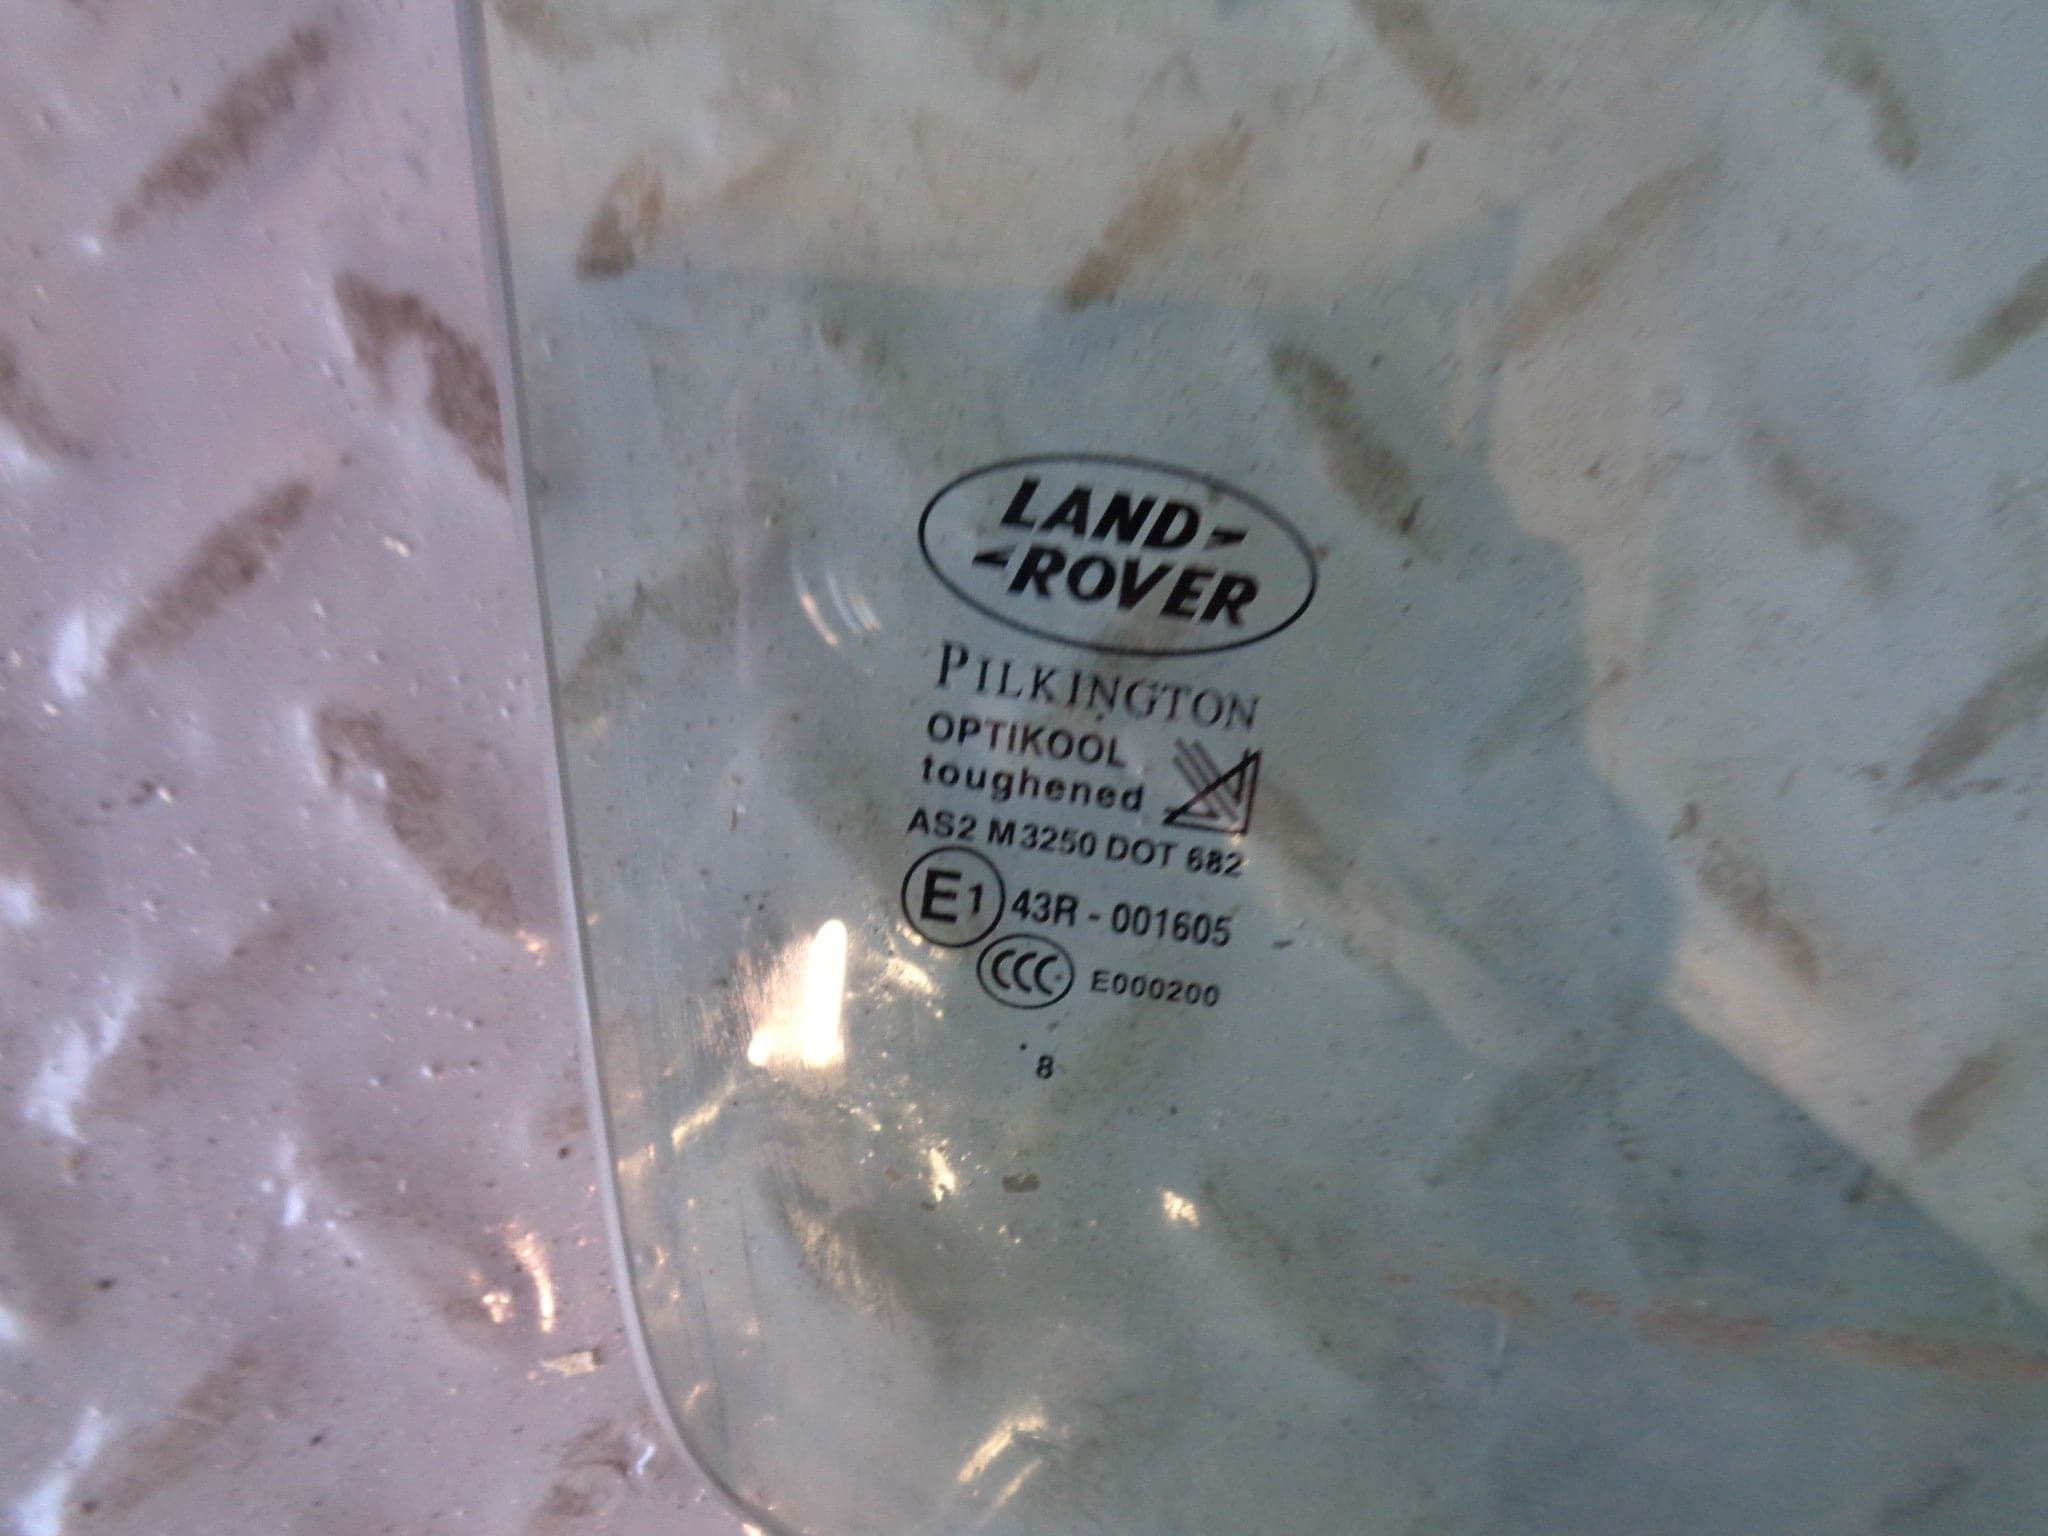 LAND
ROVER
PILKINGTON
OPTIKOOL
toughened
AS2 M3250 DOT 682
E1 43R - 001605
CCC E000200
. 8